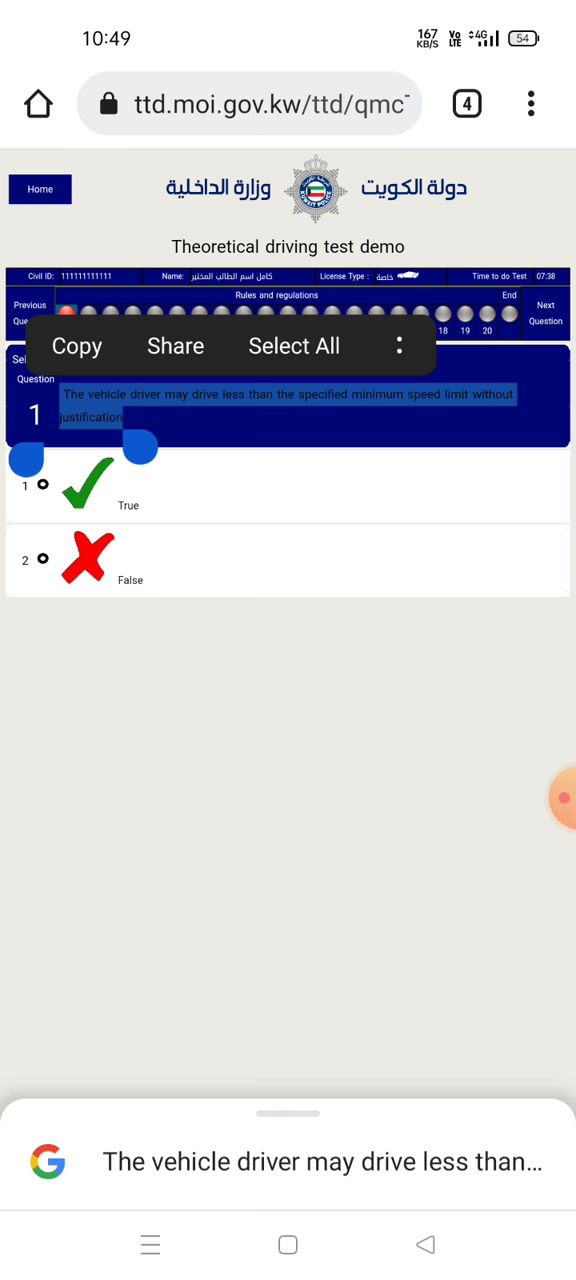 10:49
167 KB/S Vo LTE 4G 54
ttd.moi.gov.kw/ttd/qmc
4
Home
وزارة الداخلية
دولة الكويت
Theoretical driving test demo
Civil ID: 111111111111 Name: كامل اسم الطالب المختبر License Type : خاصة Time to do Test 07:38
Previous
Rules and regulations
End
Next
Question
18 19 20
Copy Share Select All
Sel
Question
1
The vehicle driver may drive less than the specified minimum speed limit without
justification
1 True
2 False
The vehicle driver may drive less than...